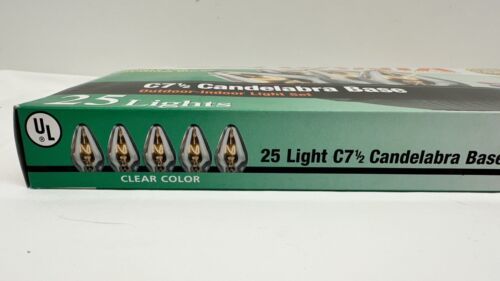 C7½ Candelabra Base
Outdoor-Indoor Light Set
25 Lights
UL
®
25 Light C7½ Candelabra Base
CLEAR COLOR